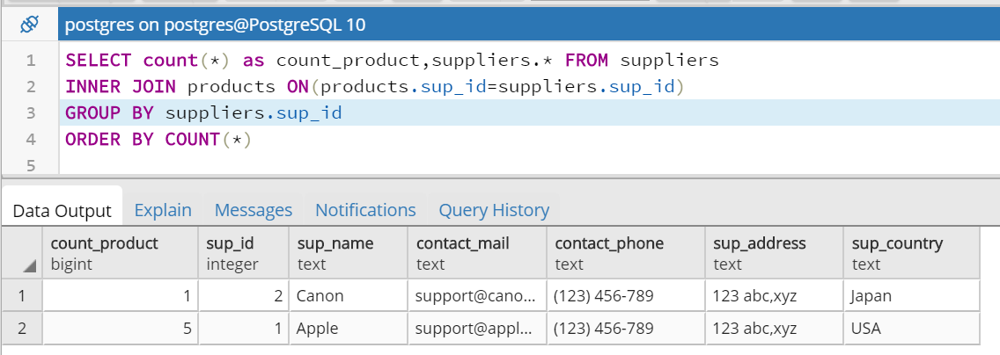 postgres on postgres@PostgreSQL 10
1 SELECT count(*) as count_product,suppliers.* FROM suppliers
2 INNER JOIN products ON(products.sup_id=suppliers.sup_id)
3 GROUP BY suppliers.sup_id
4 ORDER BY COUNT(*)
5
Data Output Explain Messages Notifications Query History
count_product sup_id sup_name contact_mail contact_phone sup_address sup_country
bigint integer text text text text text
1 1 2 Canon support@cano... (123) 456-789 123 abc,xyz Japan
2 5 1 Apple support@appl... (123) 456-789 123 abc,xyz USA